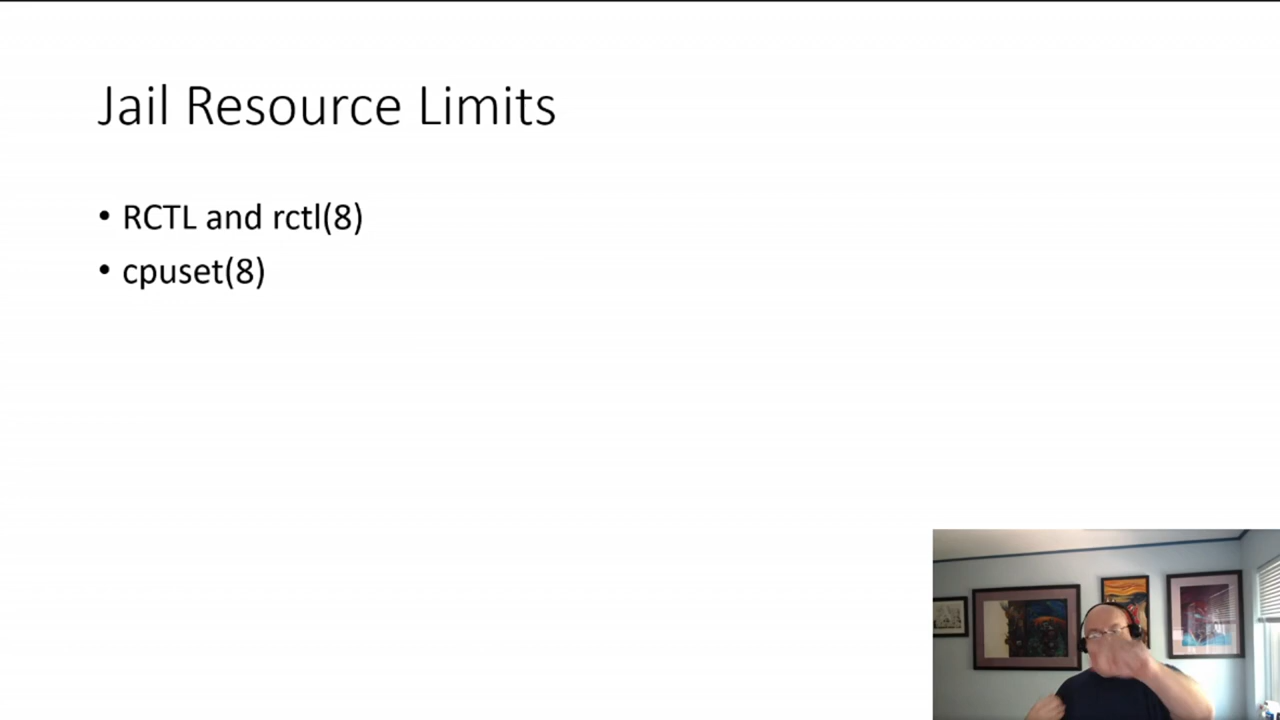 Jail Resource Limits
• RCTL and rctl(8)
• cpuset(8)